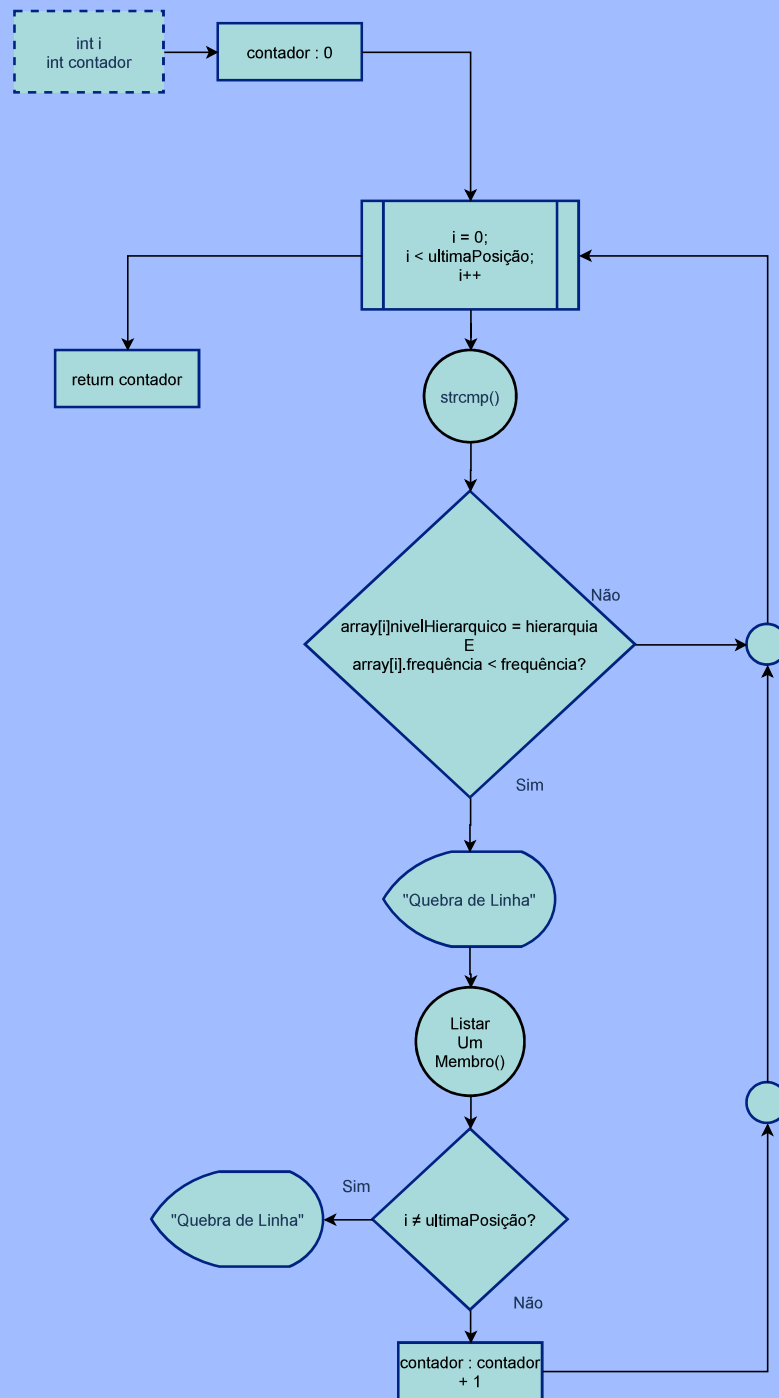 int i
int contador
contador : 0
i = 0;
i < ultimaPosição;
i++
return contador
strcmp()
Não
array[i]nivelHierarquico = hierarquia
E
array[i].frequência < frequência?
Sim
"Quebra de Linha"
Listar
Um
Membro()
Sim
"Quebra de Linha"
i ≠ ultimaPosição?
Não
contador : contador
+ 1